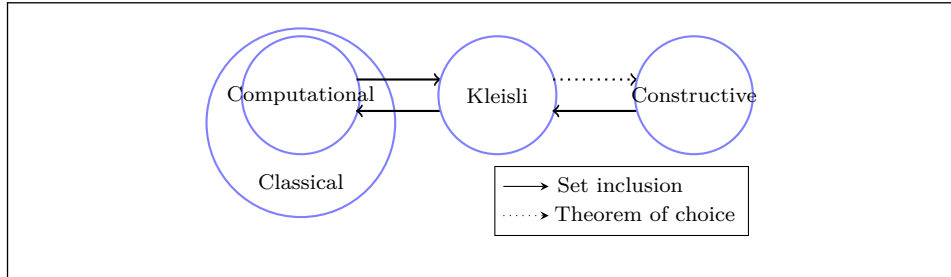 Computational
Kleisli
Constructive
Classical
Set inclusion
Theorem of choice